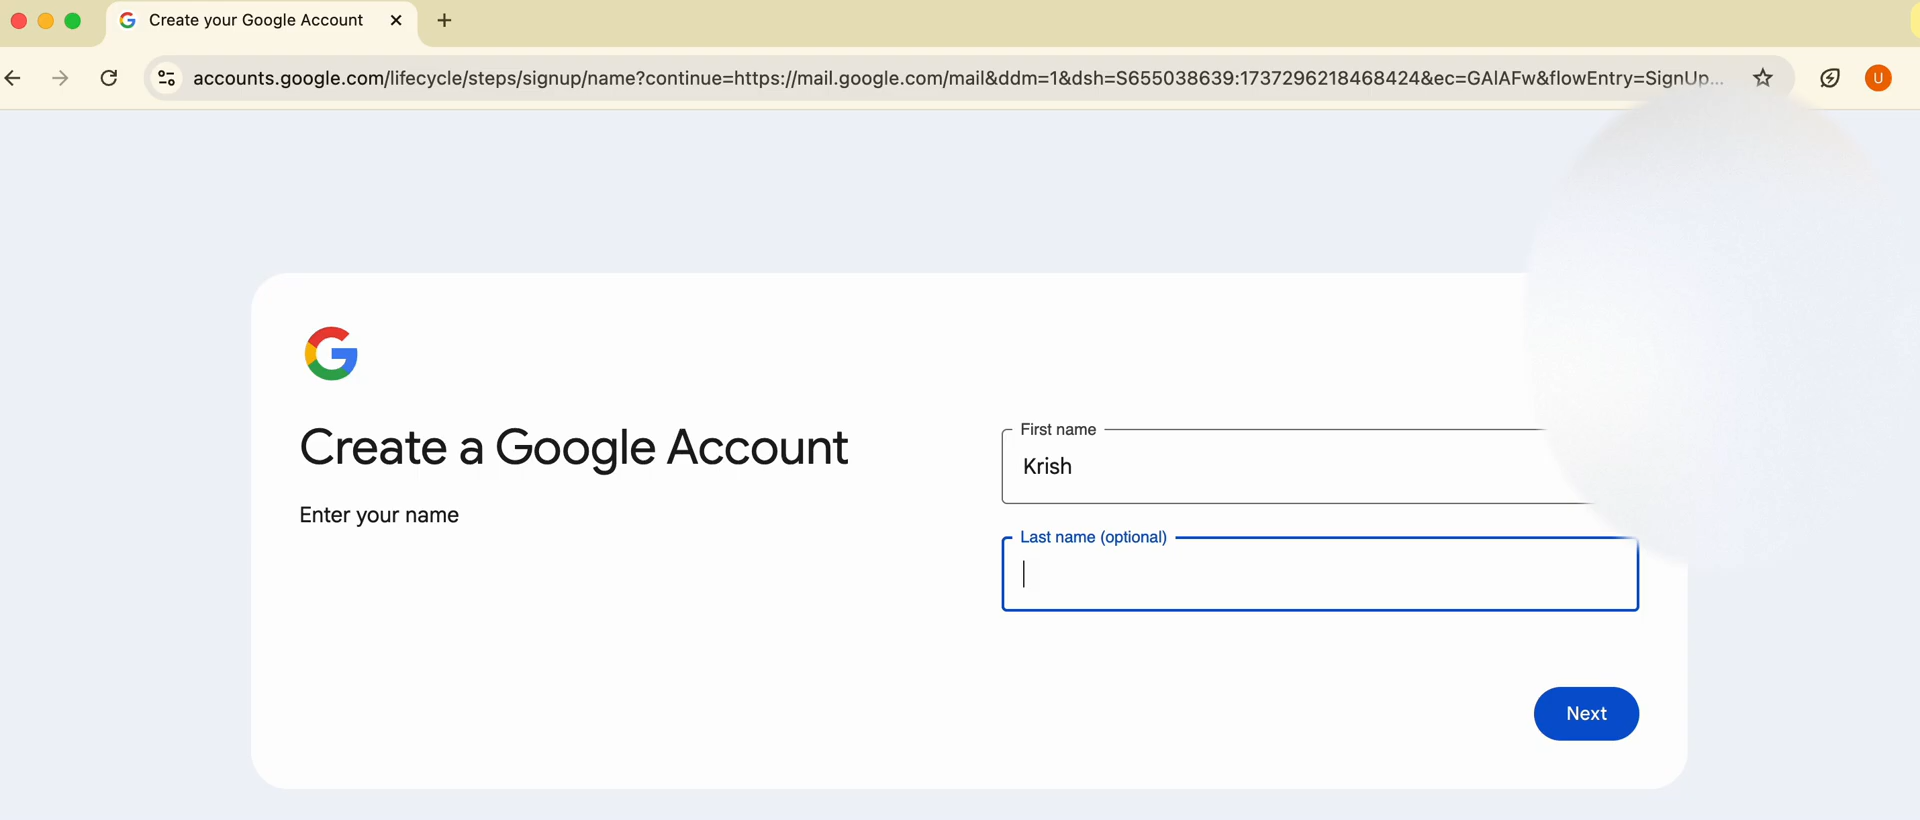 Create your Google Account
accounts.google.com/lifecycle/steps/signup/name?continue=https://mail.google.com/mail&ddm=1&dsh=S655038639:1737296218468424&ec=GAlAFw&flowEntry=SignUp...
U
Create a Google Account
Enter your name
First name
Krish
Last name (optional)
Next